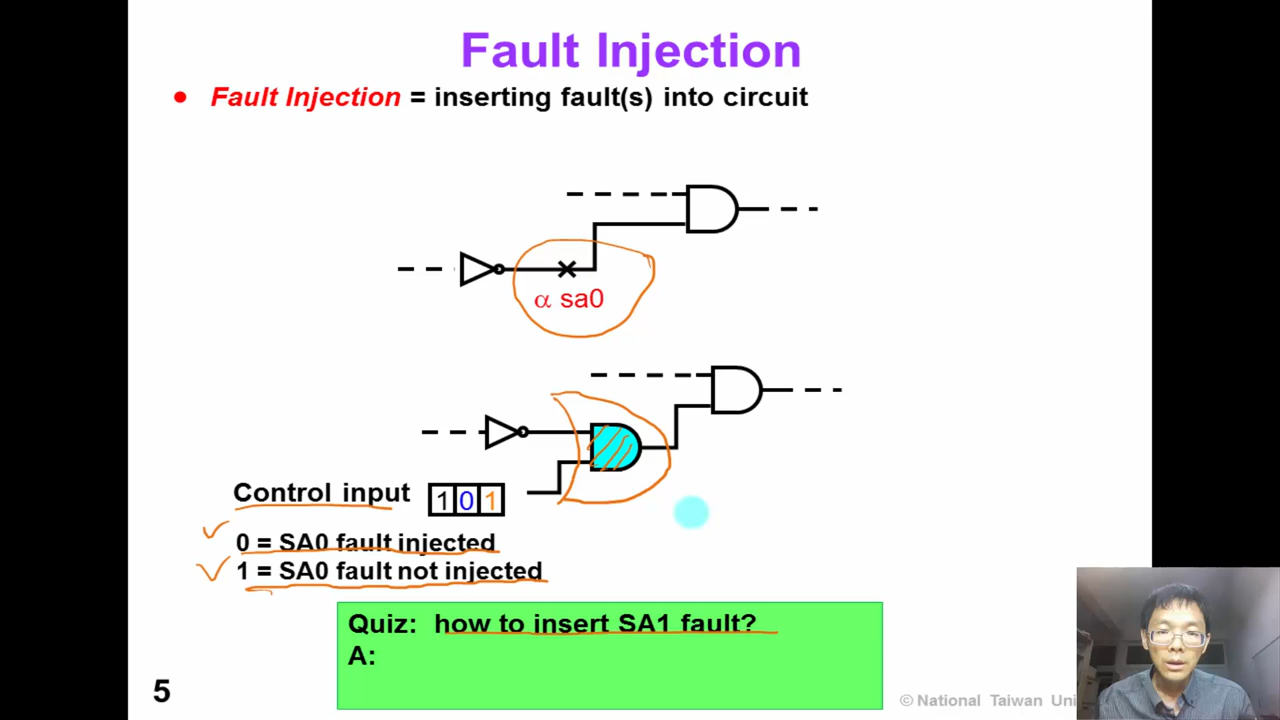 Fault Injection
• Fault Injection = inserting fault(s) into circuit
α sa0
Control input 1 0 1
0 = SA0 fault injected
1 = SA0 fault not injected
Quiz: how to insert SA1 fault?
A:
5
© National Taiwan